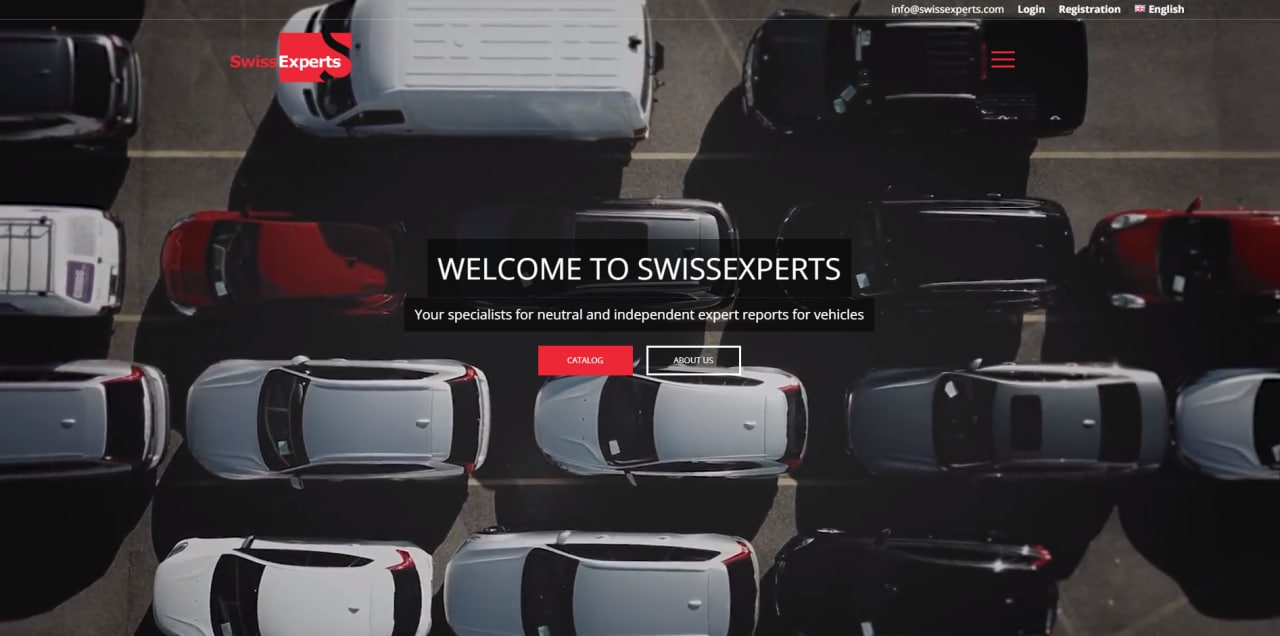 info@swissexperts.com Login Registration English
SwissExperts
WELCOME TO SWISSEXPERTS
Your specialists for neutral and independent expert reports for vehicles
CATALOG ABOUT US